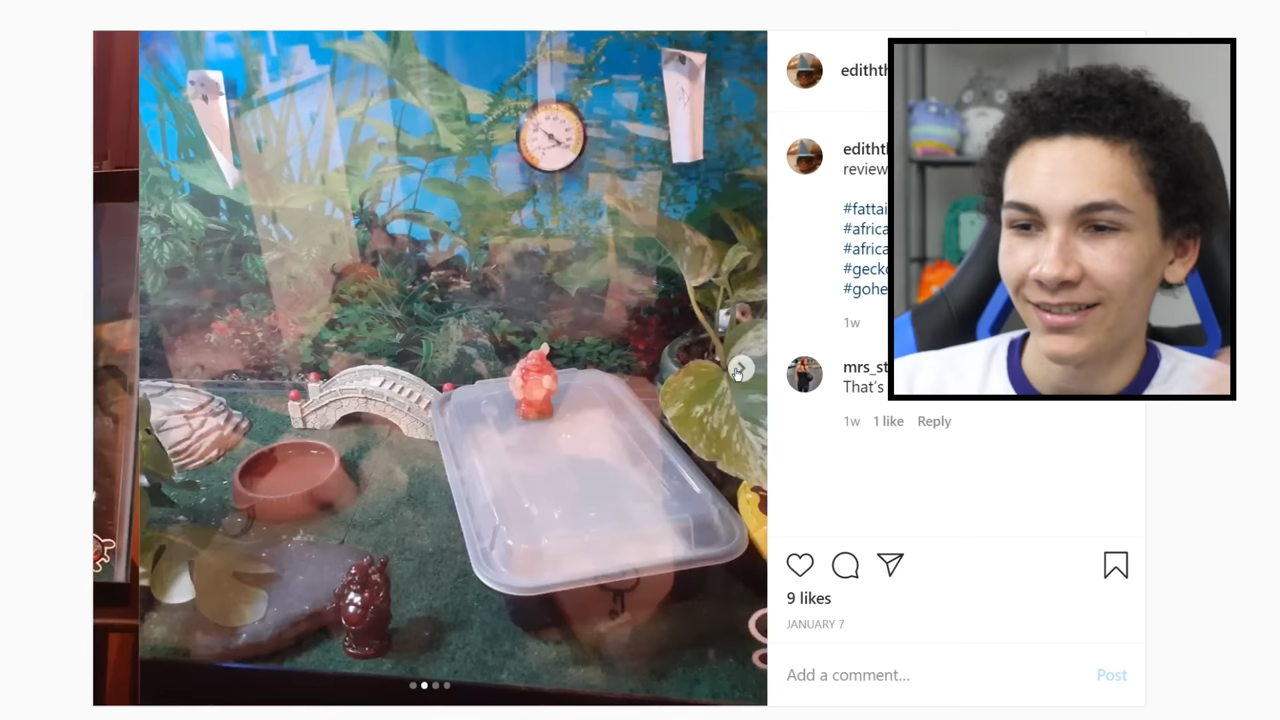 edithth
editht
review
#fattai
#africa
#africa
#gecko
#gohe
1w
mrs_st
That's
1w 1 like Reply
9 likes
JANUARY 7
Add a comment... Post